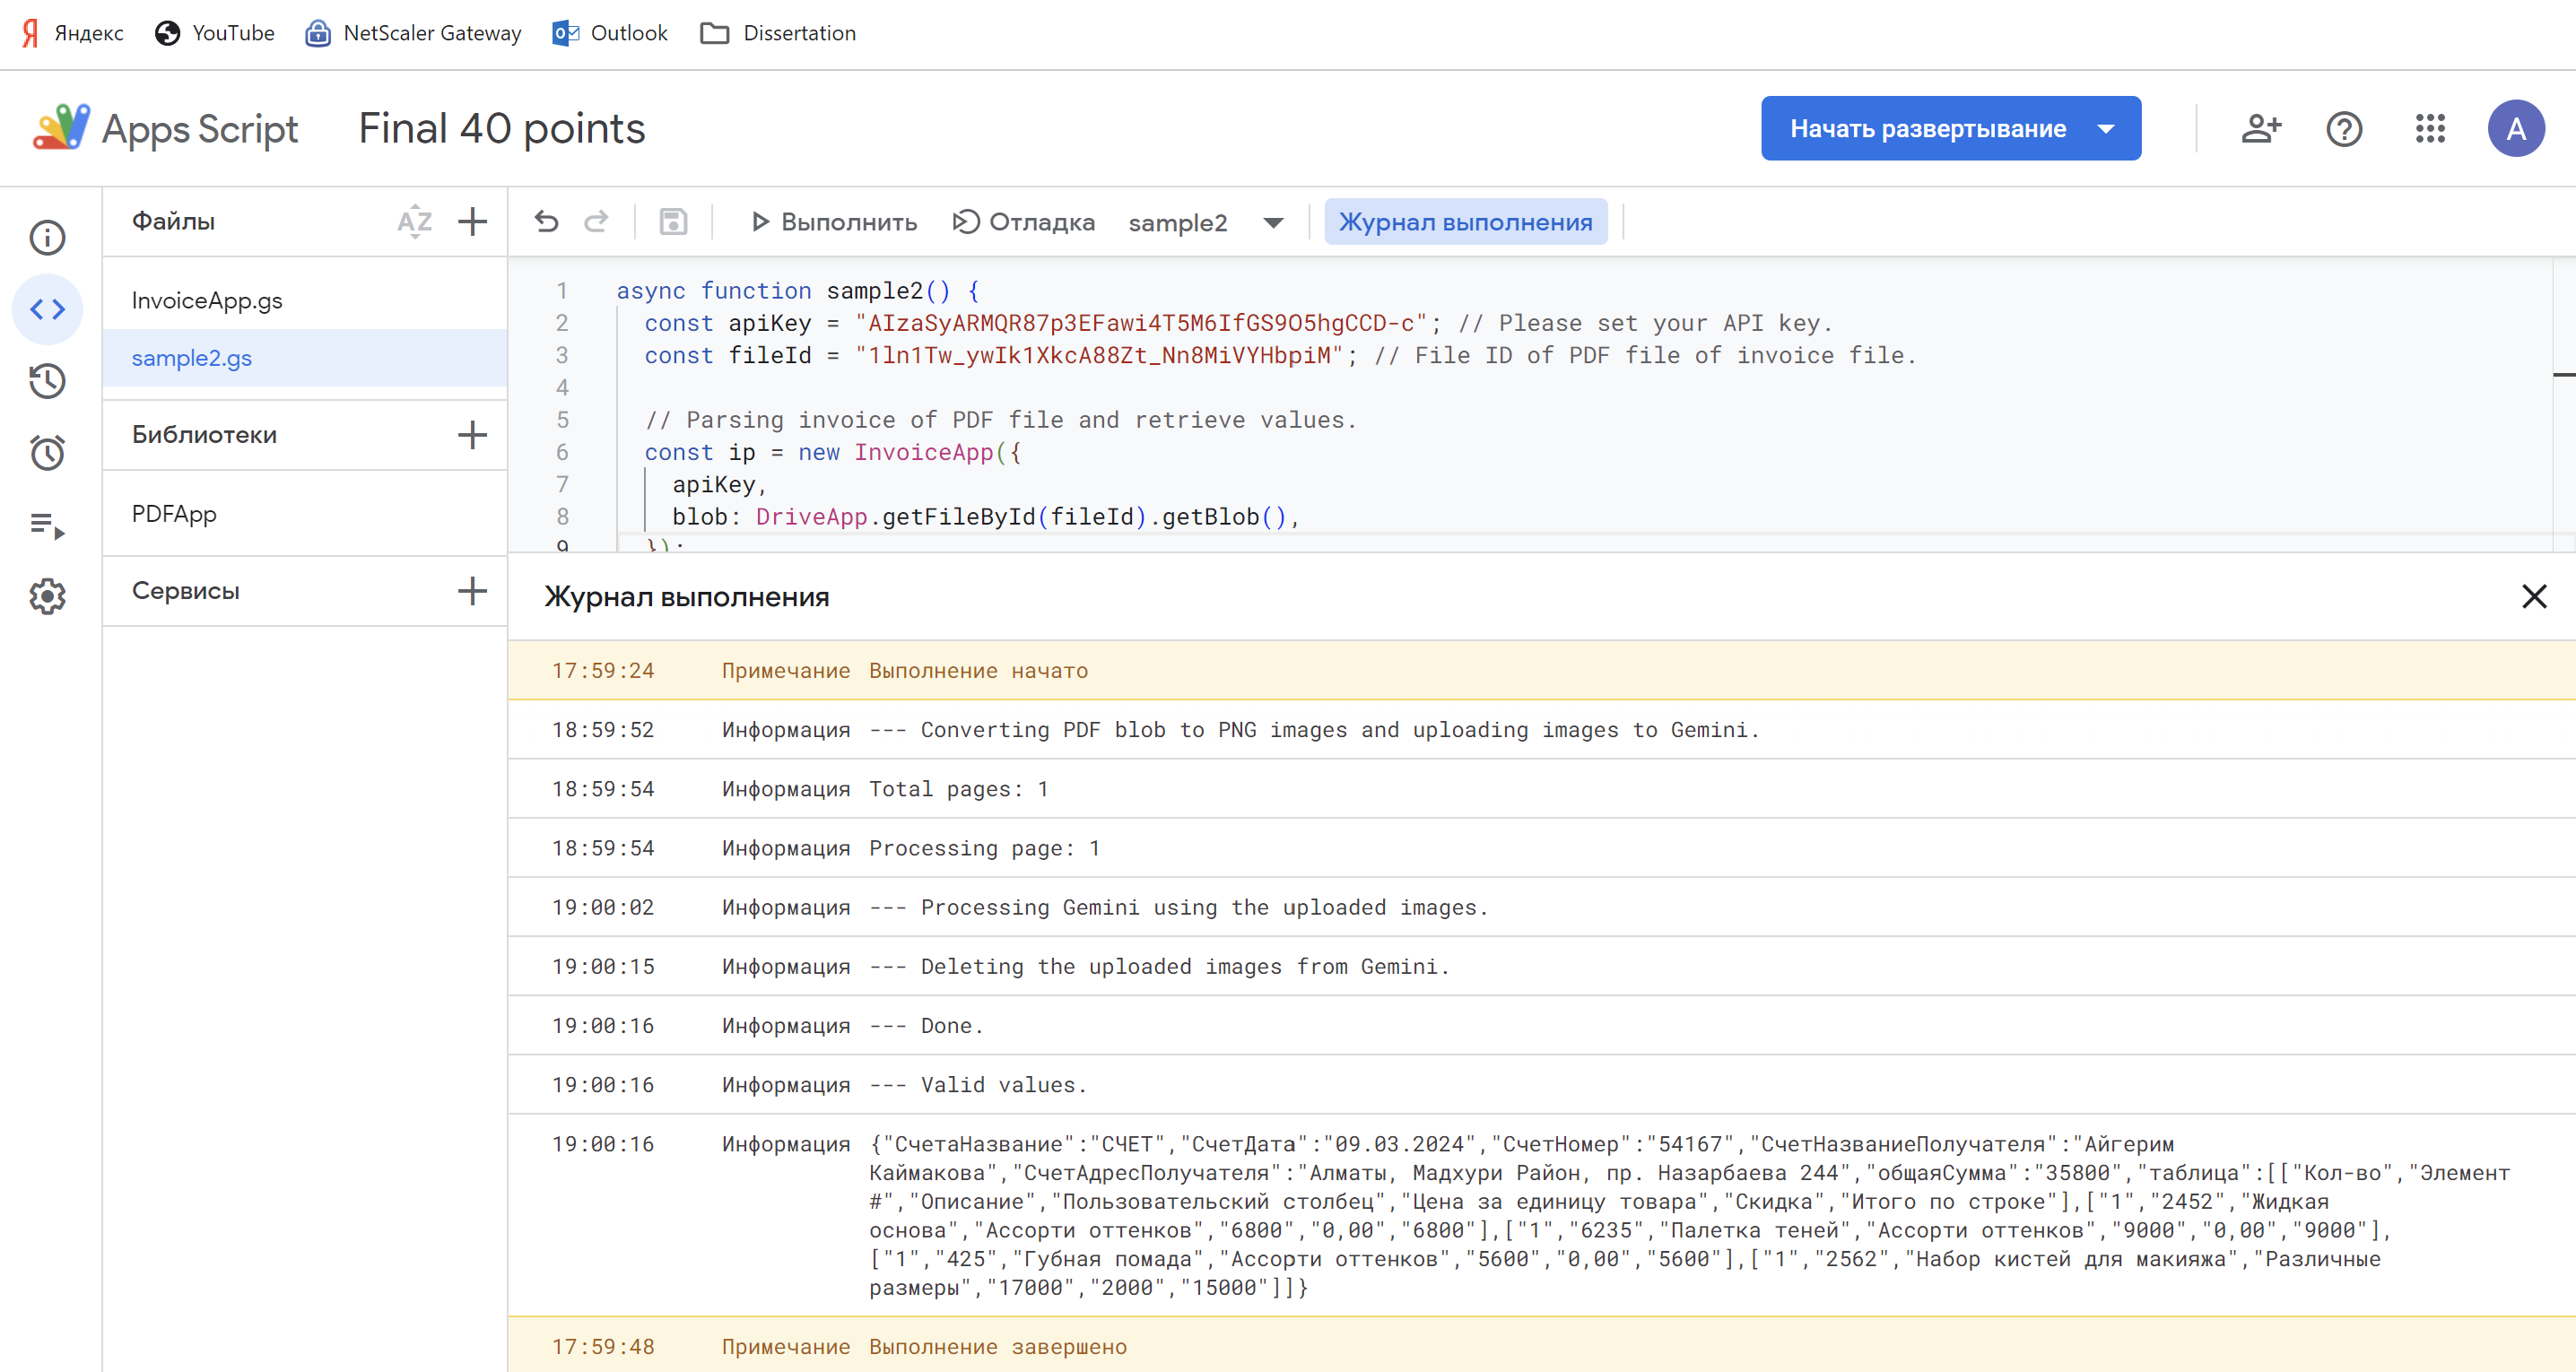 Яндекс YouTube NetScaler Gateway Outlook Dissertation
Apps Script Final 40 points Начать развертывание A
Файлы AZ
InvoiceApp.gs
sample2.gs
Библиотеки
PDFApp
Сервисы
Выполнить Отладка sample2 Журнал выполнения
1 async function sample2() {
2 const apiKey = "AIzaSyARMQR87p3EFawi4T5M6IfGS9O5hgCCD-c"; // Please set your API key.
3 const fileId = "1ln1Tw_ywIk1XkcA88Zt_Nn8MiVYHbpiM"; // File ID of PDF file of invoice file.
4
5 // Parsing invoice of PDF file and retrieve values.
6 const ip = new InvoiceApp({
7 apiKey,
8 blob: DriveApp.getFileById(fileId).getBlob(),
9 });
Журнал выполнения
17:59:24 Примечание Выполнение начато
18:59:52 Информация --- Converting PDF blob to PNG images and uploading images to Gemini.
18:59:54 Информация Total pages: 1
18:59:54 Информация Processing page: 1
19:00:02 Информация --- Processing Gemini using the uploaded images.
19:00:15 Информация --- Deleting the uploaded images from Gemini.
19:00:16 Информация --- Done.
19:00:16 Информация --- Valid values.
19:00:16 Информация {"СчетаНазвание":"СЧЕТ","СчетДата":"09.03.2024","СчетНомер":"54167","СчетНазваниеПолучателя":"Айгерим
Каймакова","СчетАдресПолучателя":"Алматы, Мадхури Район, пр. Назарбаева 244","общаяСумма":"35800","таблица":[["Кол-во","Элемент
#","Описание","Пользовательский столбец","Цена за единицу товара","Скидка","Итого по строке"],["1","2452","Жидкая
основа","Ассорти оттенков","6800","0,00","6800"],["1","6235","Палетка теней","Ассорти оттенков","9000","0,00","9000"],
["1","425","Губная помада","Ассорти оттенков","5600","0,00","5600"],["1","2562","Набор кистей для макияжа","Различные
размеры","17000","2000","15000"]]}
17:59:48 Примечание Выполнение завершено